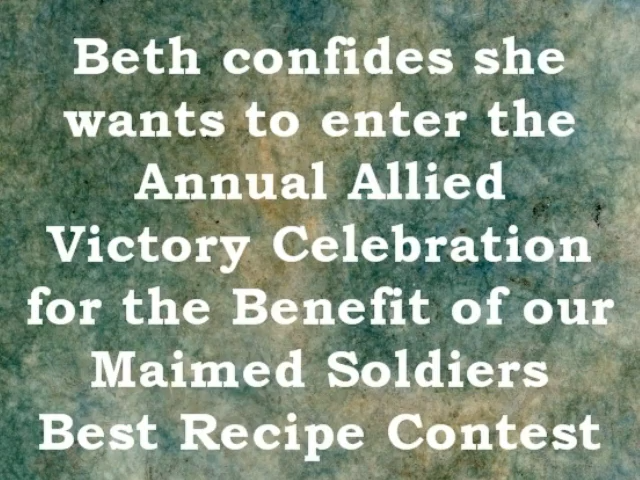 Beth confides she
wants to enter the
Annual Allied
Victory Celebration
for the Benefit of our
Maimed Soldiers
Best Recipe Contest